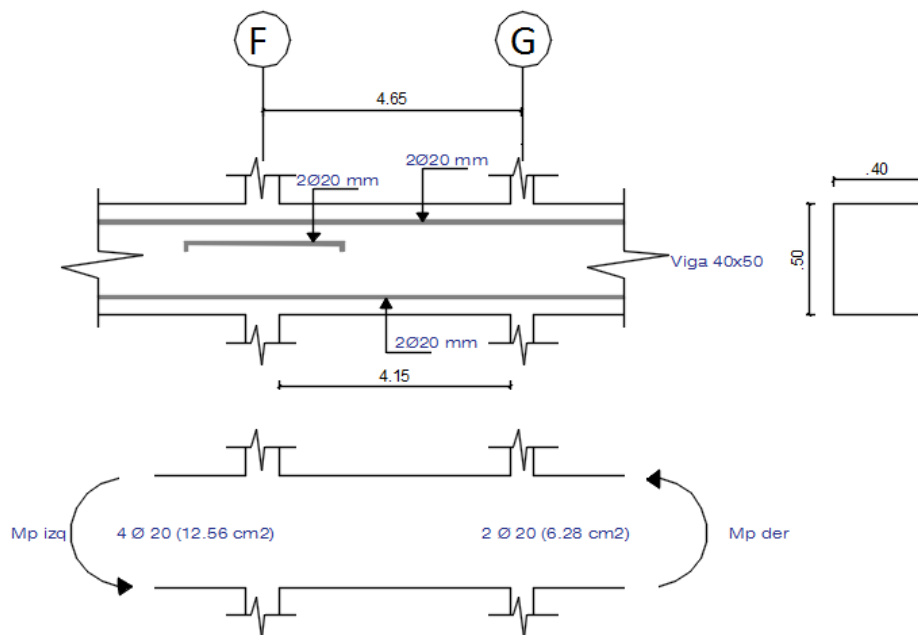 F
G
4.65
2Ø20 mm
2Ø20 mm
.40
.50
Viga 40x50
2Ø20 mm
4.15
Mp izq
4 Ø 20 (12.56 cm2)
2 Ø 20 (6.28 cm2)
Mp der